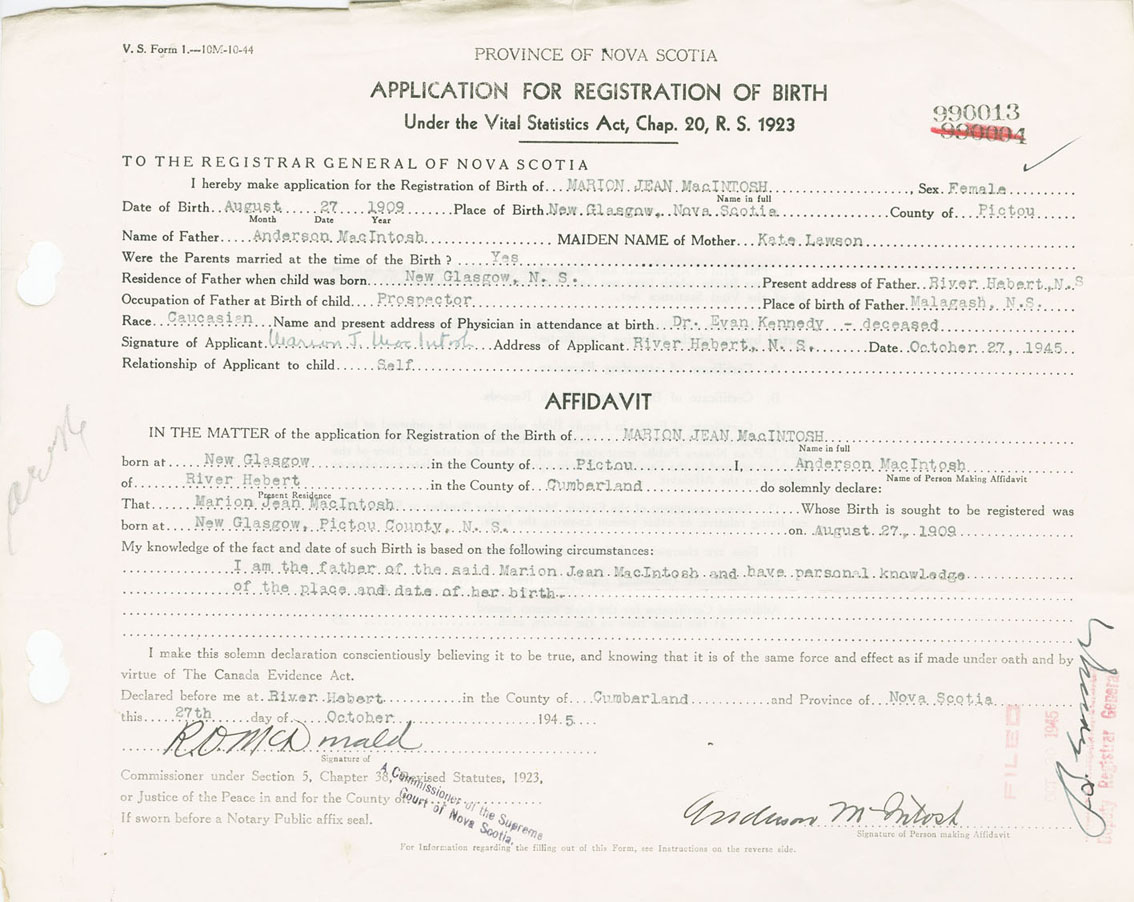 V. S. Form 1.—10M-10-44
PROVINCE OF NOVA SCOTIA
APPLICATION FOR REGISTRATION OF BIRTH
Under the Vital Statistics Act, Chap. 20, R. S. 1923
990013
990004
TO THE REGISTRAR GENERAL OF NOVA SCOTIA
I hereby make application for the Registration of Birth of MARION JEAN MacINTOSH, Sex Female
Name in full
Date of Birth August 27 1909 Place of Birth New Glasgow, Nova Scotia County of Pictou
Month Date Year
Name of Father Anderson MacIntosh MAIDEN NAME of Mother Kate Lawson
Were the Parents married at the time of the Birth? Yes
Residence of Father when child was born New Glasgow, N. S. Present address of Father River Hebert, N.S
Occupation of Father at Birth of child Prospector Place of birth of Father Malagash, N.S.
Race Caucasian Name and present address of Physician in attendance at birth Dr. Evan Kennedy - deceased
Signature of Applicant Marion J. MacIntosh Address of Applicant River Hebert, N. S. Date October 27, 1945
Relationship of Applicant to child Self
AFFIDAVIT
IN THE MATTER of the application for Registration of the Birth of MARION JEAN MacINTOSH
Name in full
born at New Glasgow in the County of Pictou I, Anderson MacIntosh
Name of Person Making Affidavit
of River Hebert in the County of Cumberland do solemnly declare:
Present Residence
That Marion Jean MacIntosh Whose Birth is sought to be registered was
born at New Glasgow, Pictou County, N. S. on August 27, 1909
My knowledge of the fact and date of such Birth is based on the following circumstances:
I am the father of the said Marion Jean MacIntosh and have personal knowledge
of the place and date of her birth.
I make this solemn declaration conscientiously believing it to be true, and knowing that it is of the same force and effect as if made under oath and by
virtue of The Canada Evidence Act.
Declared before me at River Hebert in the County of Cumberland and Province of Nova Scotia
this 27th day of October 1945
R. D. McDonald
Signature of
Commissioner under Section 5, Chapter 38, Revised Statutes, 1923,
or Justice of the Peace in and for the County of
If sworn before a Notary Public affix seal.
A Commissioner of the Supreme
Court of Nova Scotia.
Anderson McIntosh
Signature of Person making Affidavit
For Information regarding the filling out of this Form, see Instructions on the reverse side.
FILED
1945
Deputy Registrar General